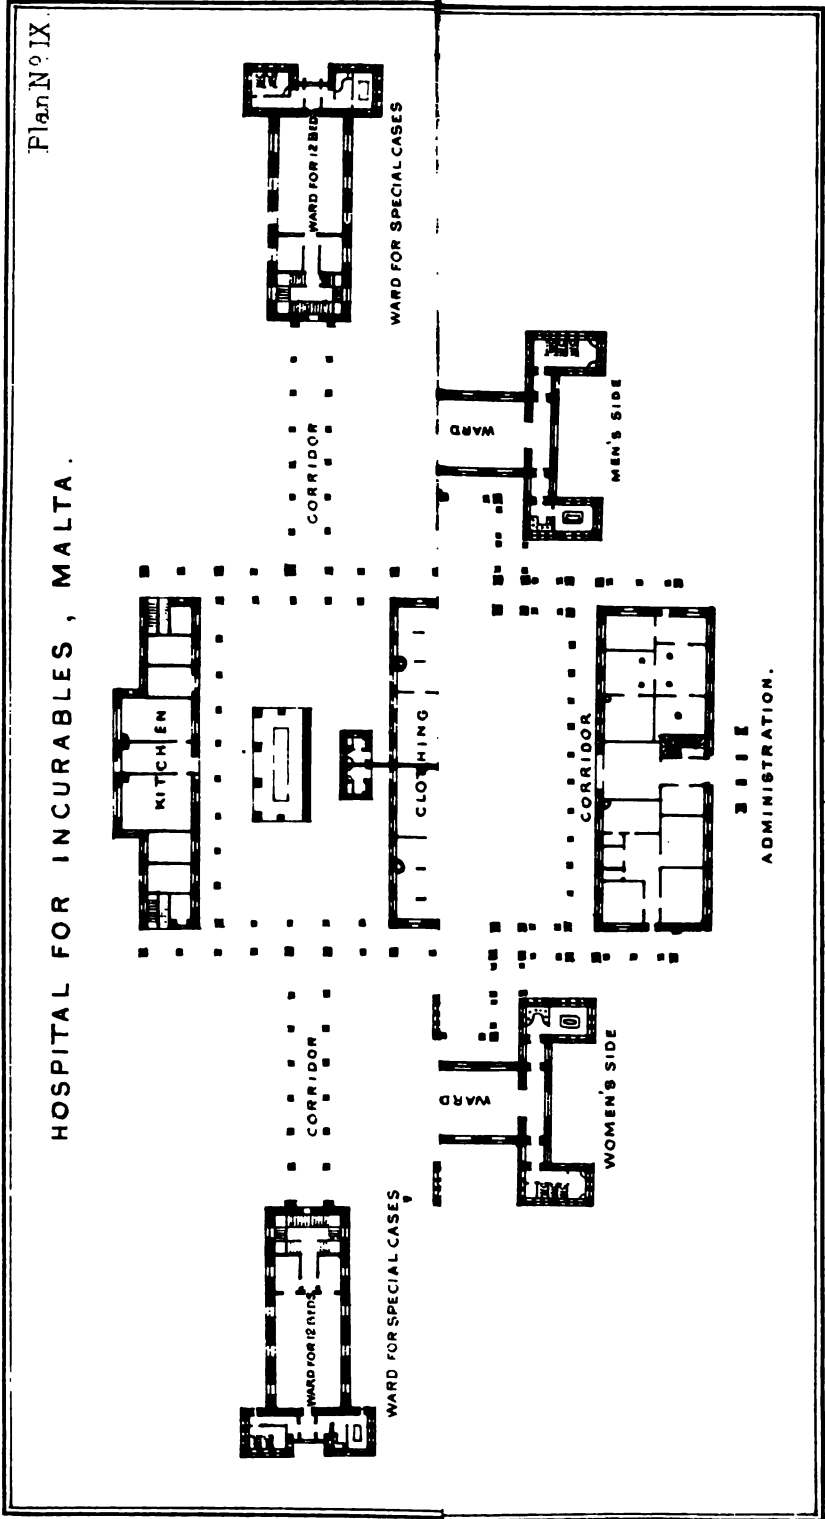 Plan Nº IX.
HOSPITAL FOR INCURABLES, MALTA.
WARD FOR 12 BEDS
WARD FOR SPECIAL CASES
CORRIDOR
KITCHEN
CORRIDOR
WARD FOR 12 BED
WARD FOR SPECIAL CASES
CLOTHING
WARD
WOMEN'S SIDE
WARD
MEN'S SIDE
CORRIDOR
ADMINISTRATION.